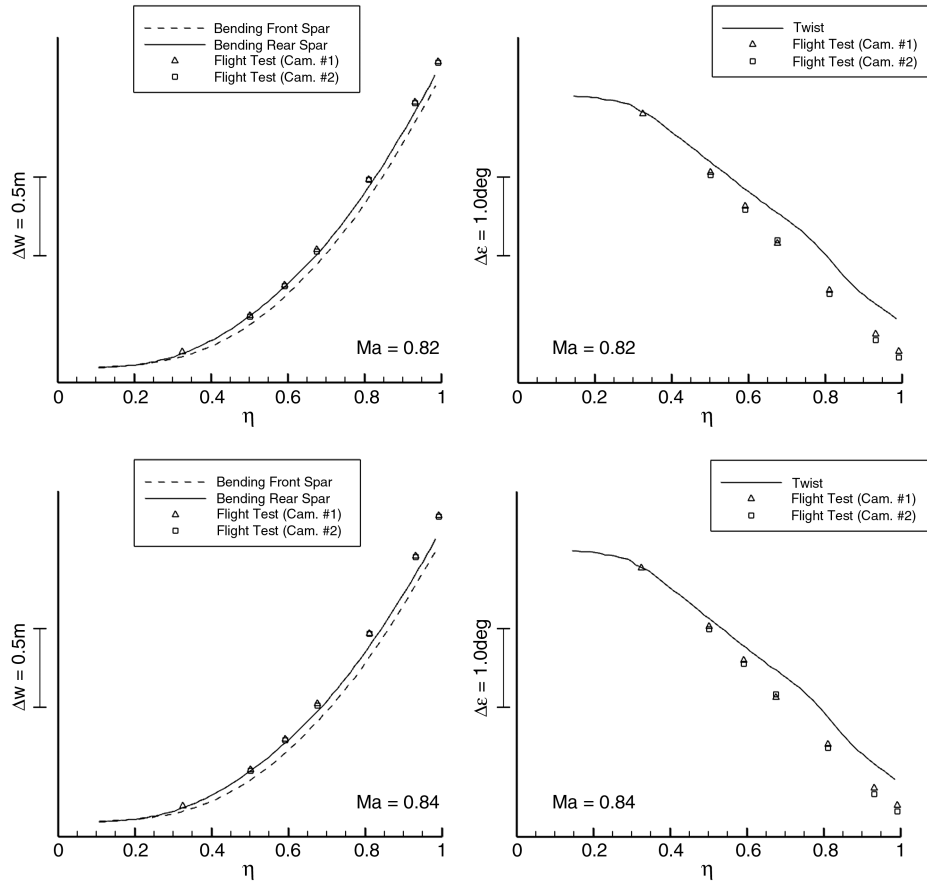 Bending Front Spar
Bending Rear Spar
Flight Test (Cam. #1)
Flight Test (Cam. #2)
Δw = 0.5m
Ma = 0.82
0 0.2 0.4 0.6 0.8 1
η
Twist
Flight Test (Cam. #1)
Flight Test (Cam. #2)
Δε = 1.0deg
Ma = 0.82
0 0.2 0.4 0.6 0.8 1
η
Bending Front Spar
Bending Rear Spar
Flight Test (Cam. #1)
Flight Test (Cam. #2)
Δw = 0.5m
Ma = 0.84
0 0.2 0.4 0.6 0.8 1
η
Twist
Flight Test (Cam. #1)
Flight Test (Cam. #2)
Δε = 1.0deg
Ma = 0.84
0 0.2 0.4 0.6 0.8 1
η